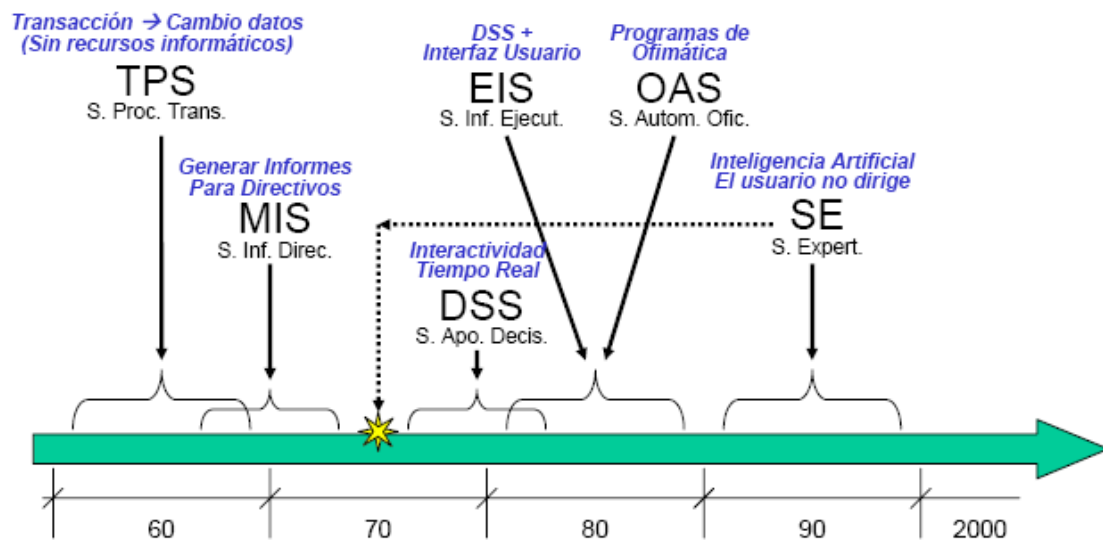 Transacción → Cambio datos
(Sin recursos informáticos)
TPS
S. Proc. Trans.
DSS +
Interfaz Usuario
EIS
S. Inf. Ejecut.
Programas de
Ofimática
OAS
S. Autom. Ofic.
Generar Informes
Para Directivos
MIS
S. Inf. Direc.
Inteligencia Artificial
El usuario no dirige
SE
S. Expert.
Interactividad
Tiempo Real
DSS
S. Apo. Decis.
60
70
80
90
2000